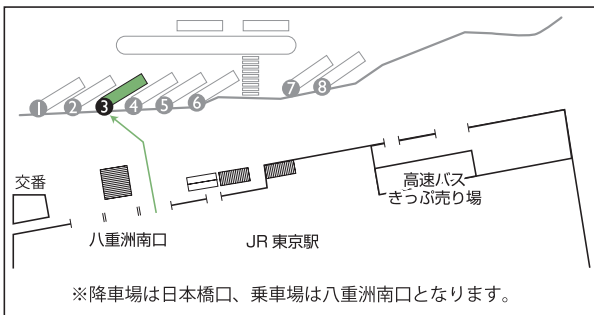 1 2 3 4 5 6 7 8
交番
八重洲南口
JR 東京駅
高速バス
きっぷ売り場
※降車場は日本橋口、乗車場は八重洲南口となります。